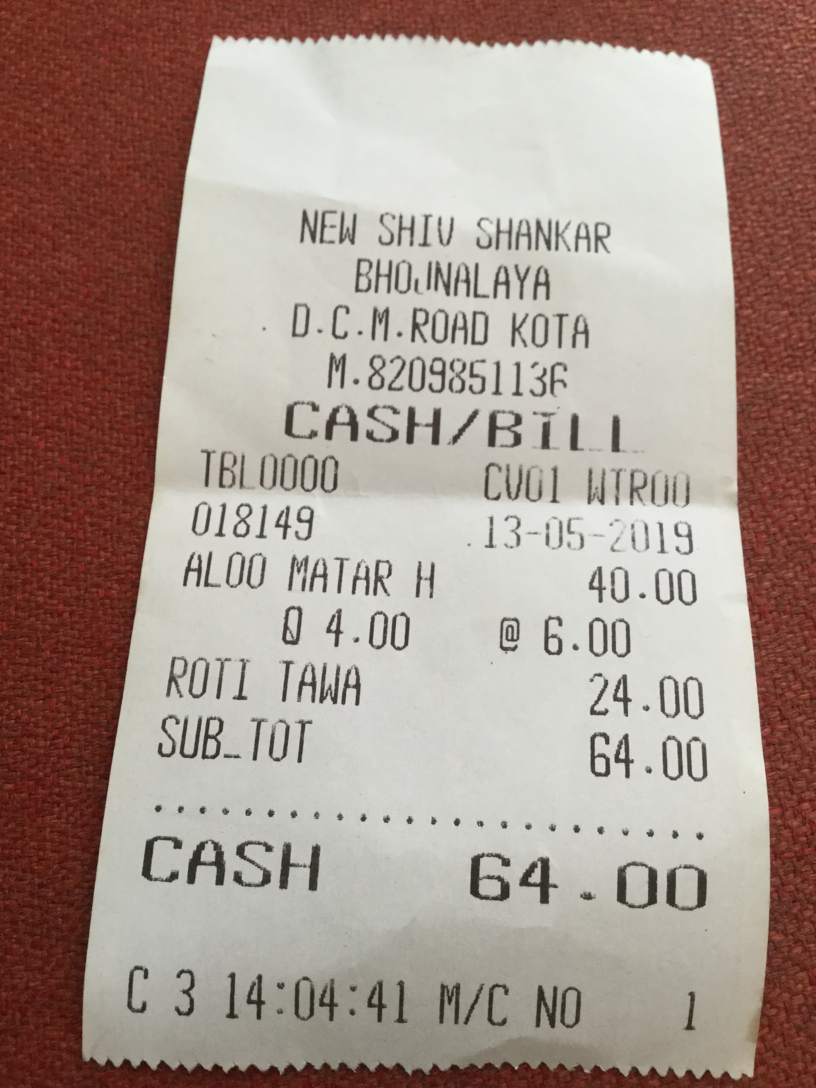 NEW SHIV SHANKAR
BHOJNALAYA
D.C.M.ROAD KOTA
M.8209851136
CASH/BILL
TBL0000 CV01 WTR00
018149 13-05-2019
ALOO MATAR H 40.00
Q 4.00 @ 6.00
ROTI TAWA 24.00
SUB_TOT 64.00
CASH 64.00
C 3 14:04:41 M/C NO 1